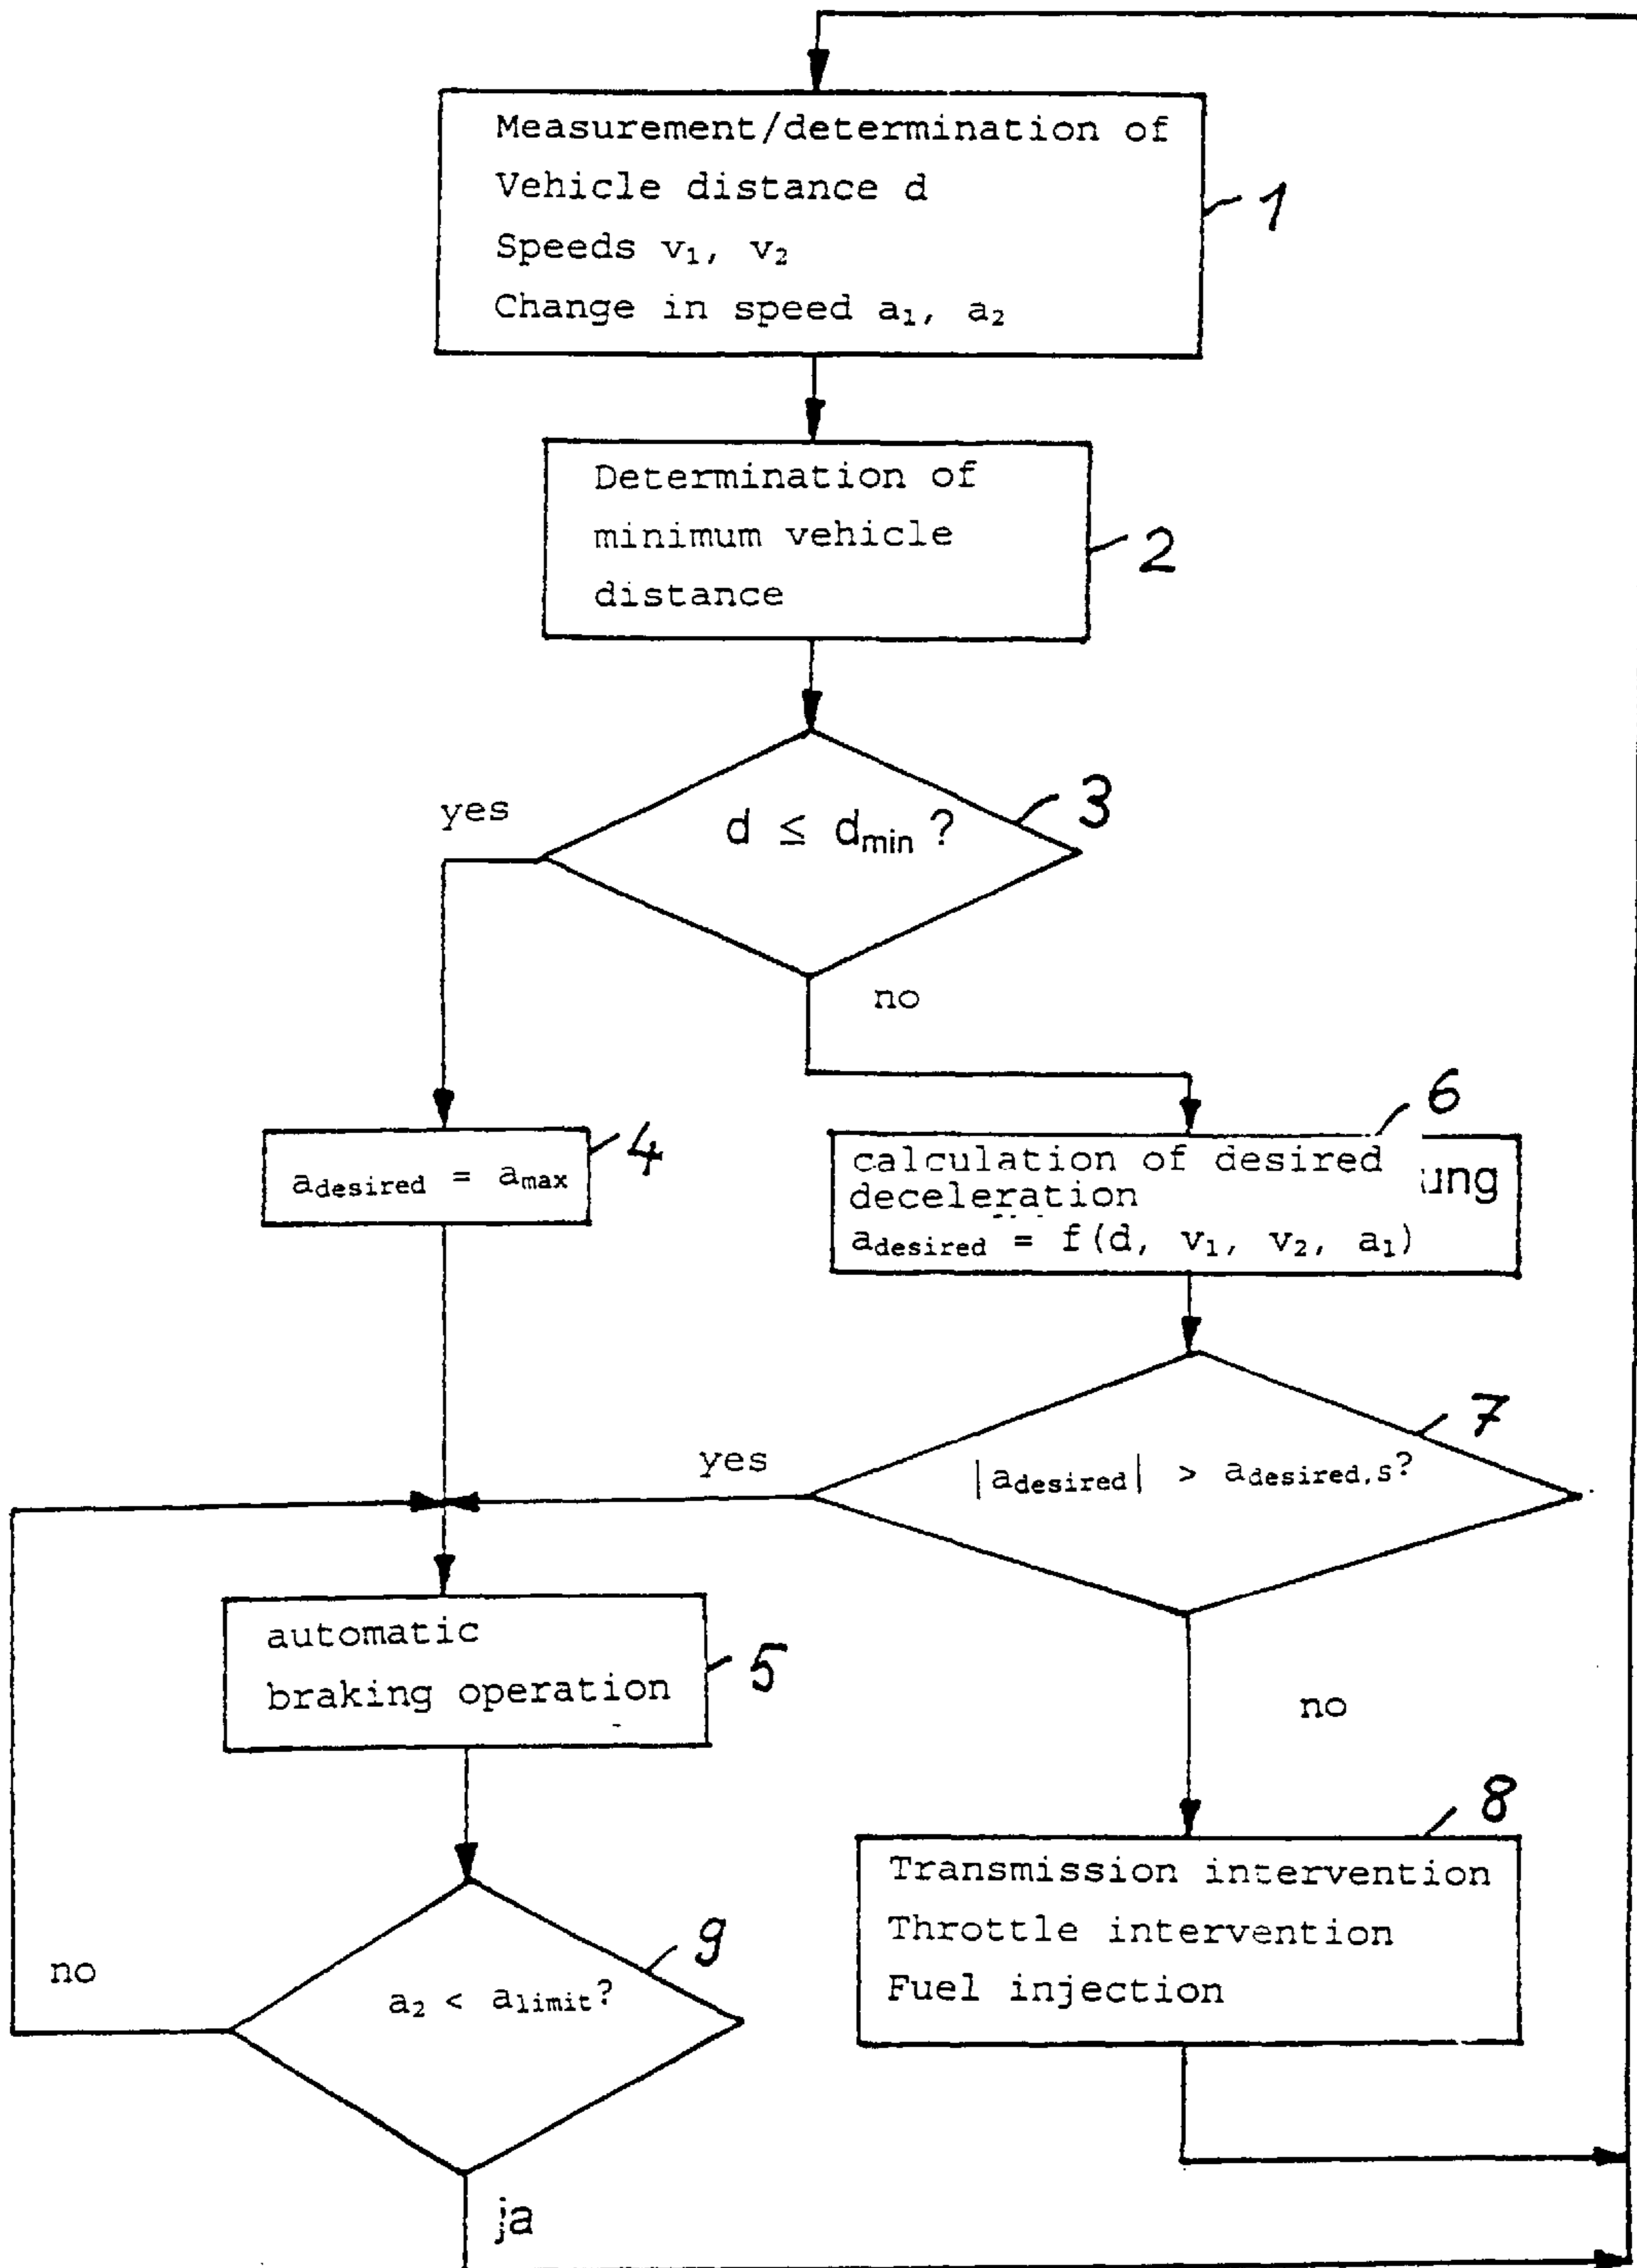 Measurement/determination of
Vehicle distance d
Speeds v₁, v₂
Change in speed a₁, a₂
1
Determination of
minimum vehicle
distance
2
yes
d ≤ dmin ?
3
no
adesired = amax
4
6
calculation of desired
deceleration
ung
adesired = f(d, v₁, v₂, a₁)
yes
|adesired| > adesired,S?
7
automatic
braking operation
5
no
8
Transmission intervention
Throttle intervention
Fuel injection
no
a₂ < alimit?
9
ja